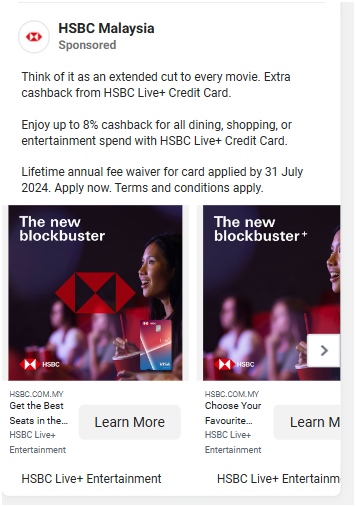 HSBC Malaysia
Sponsored
Think of it as an extended cut to every movie. Extra
cashback from HSBC Live+ Credit Card.
Enjoy up to 8% cashback for all dining, shopping, or
entertainment spend with HSBC Live+ Credit Card.
Lifetime annual fee waiver for card applied by 31 July
2024. Apply now. Terms and conditions apply.
The new
blockbuster
HSBC
HSBC.COM.MY
Get the Best
Seats in the...
HSBC Live+
Entertainment
Learn More
HSBC Live+ Entertainment
The new
blockbuster+
HSBC
HSBC.COM.MY
Choose Your
Favourite...
HSBC Live+
Entertainment
Learn M
HSBC Live+ Entertainm